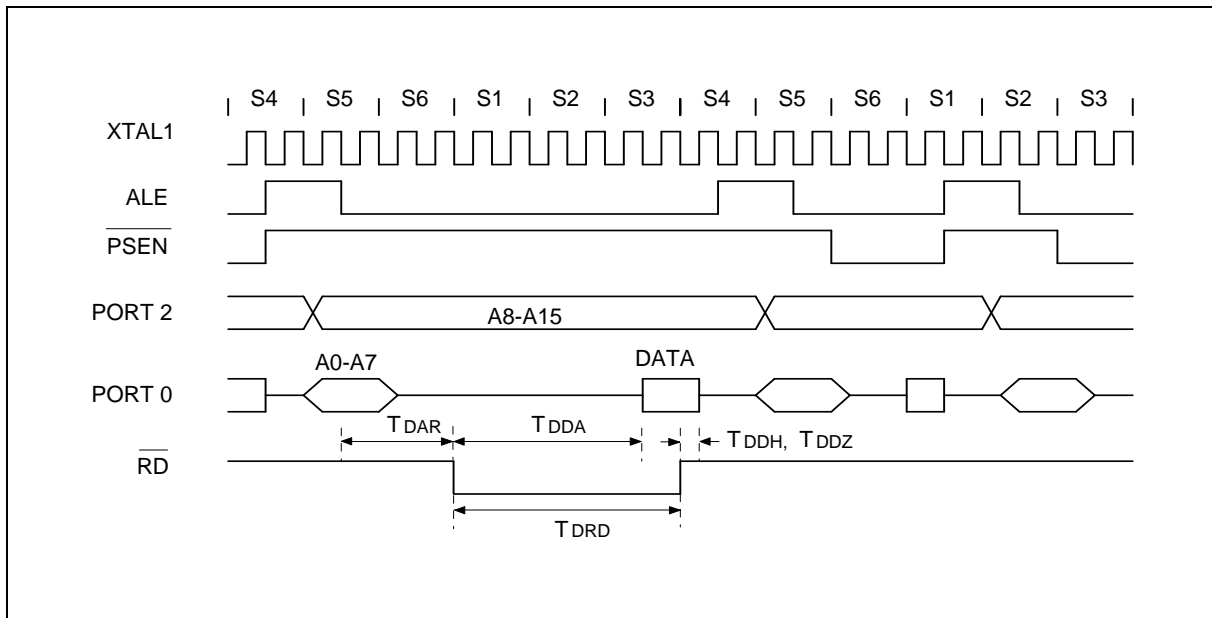 S4 S5 S6 S1 S2 S3 S4 S5 S6 S1 S2 S3
XTAL1
ALE
PSEN
PORT 2
A8-A15
A0-A7
DATA
PORT 0
TDAR
TDDA
TDDH, TDDZ
RD
TDRD